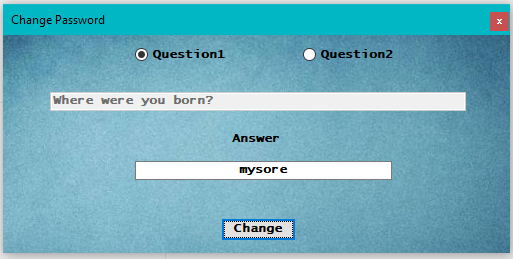 Change Password
x
Question1 Question2
Where were you born?
Answer
mysore
Change